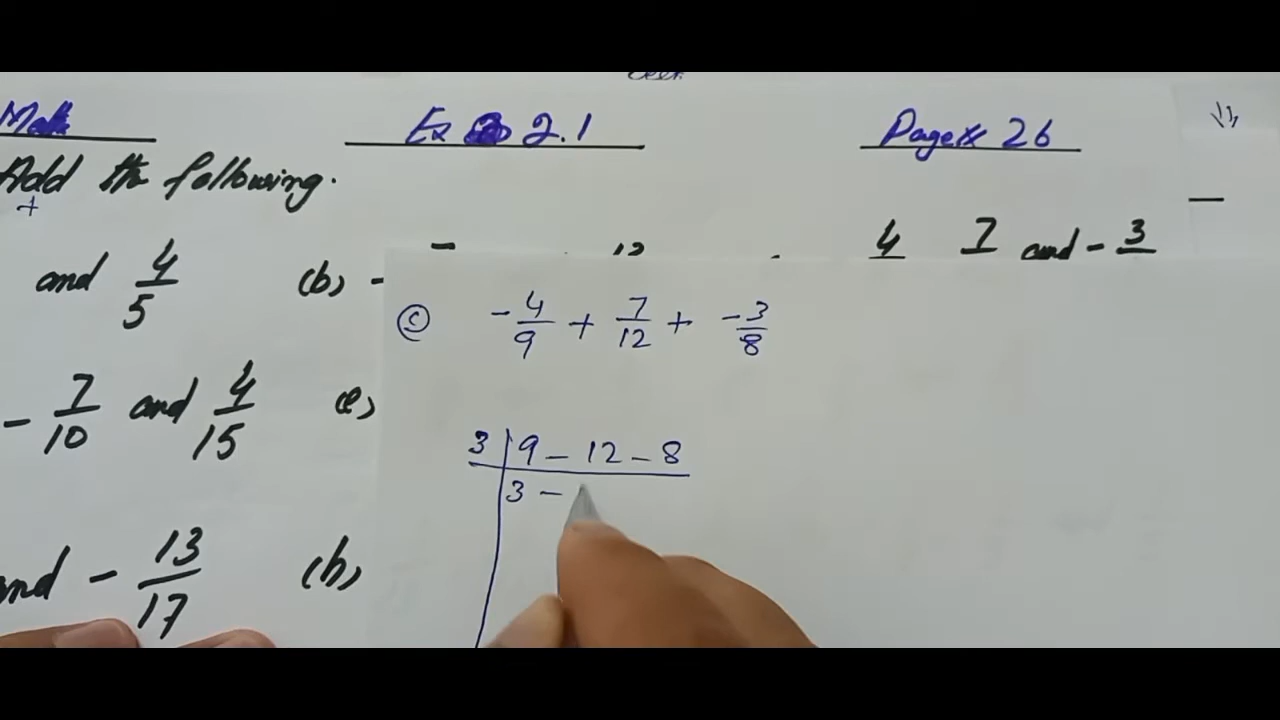 Math Ex 2.1 Page 26
Add the following.
+
4 7 and - 3
and 4/5 (b) -
(c) -4/9 + 7/12 + -3/8
- 7/10 and 4/15 (e)
3 | 9 - 12 - 8
3 -
and - 13/17 (h)